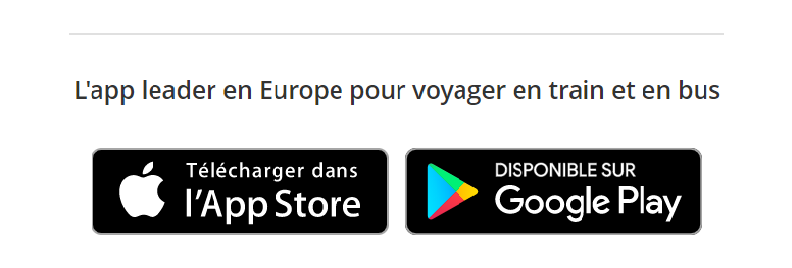 L'app leader en Europe pour voyager en train et en bus
Télécharger dans
l’App Store
DISPONIBLE SUR
Google Play